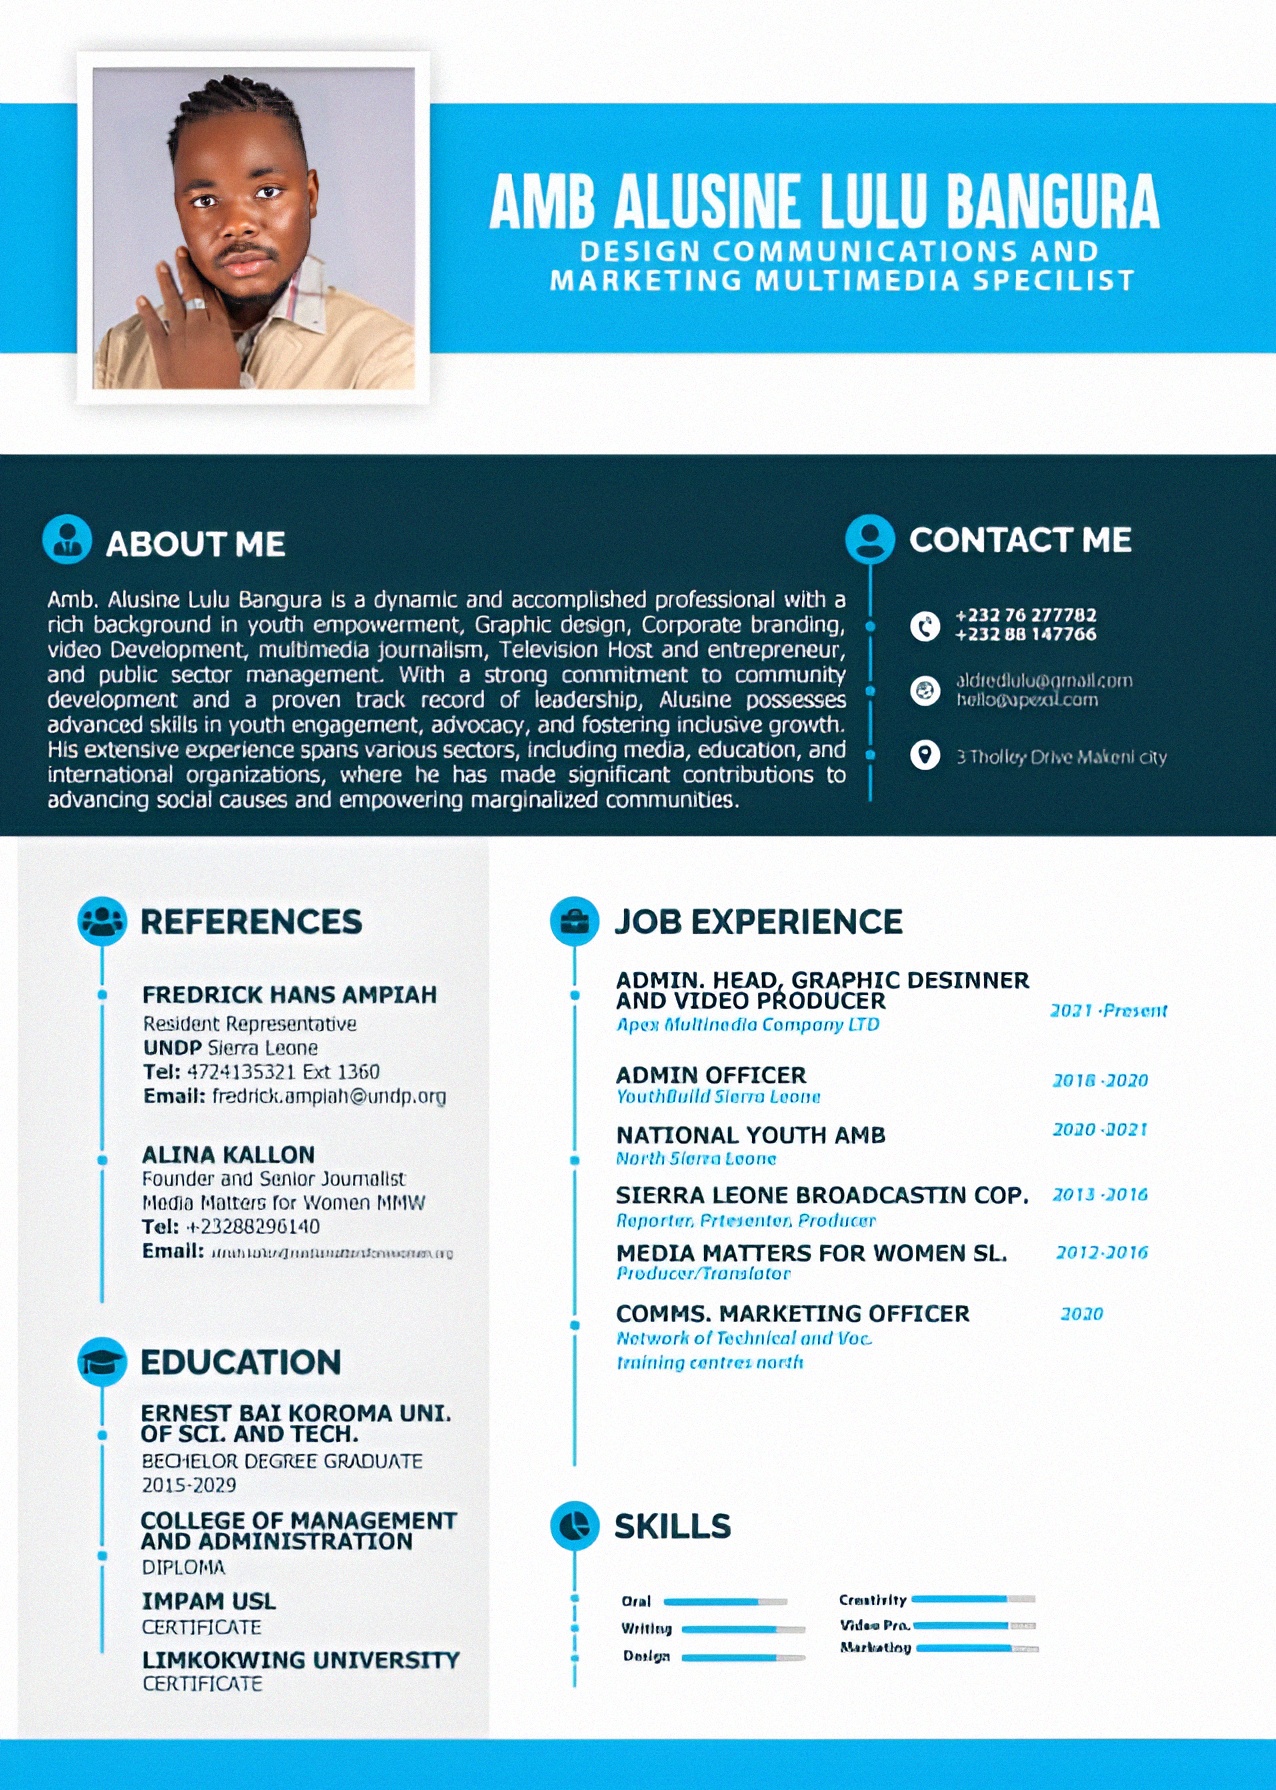 AMB ALUSINE LULU BANGURA
DESIGN COMMUNICATIONS AND
MARKETING MULTIMEDIA SPECILIST
ABOUT ME
Amb. Alusine Lulu Bangura is a dynamic and accomplished professional with a
rich background in youth empowerment, Graphic design, Corporate branding,
video Development, multimedia journalism, Television Host and entrepreneur,
and public sector management. With a strong commitment to community
development and a proven track record of leadership, Alusine possesses
advanced skills in youth engagement, advocacy, and fostering inclusive growth.
His extensive experience spans various sectors, including media, education, and
international organizations, where he has made significant contributions to
advancing social causes and empowering marginalized communities.
CONTACT ME
+232 76 277782
+232 88 147766
aldredlulu@gmail.com
3 Tholley Drive Makeni city
REFERENCES
FREDRICK HANS AMPIAH
Resident Representative
UNDP Sierra Leone
Tel: 4724135321 Ext 1360
Email: fredrick.ampiah@undp.org
ALINA KALLON
Founder and Senior Journalist
Media Matters for Women MMW
Tel: +23288296140
Email:
EDUCATION
ERNEST BAI KOROMA UNI.
OF SCI. AND TECH.
BECHELOR DEGREE GRADUATE
2015-2029
COLLEGE OF MANAGEMENT
AND ADMINISTRATION
DIPLOMA
IMPAM USL
CERTIFICATE
LIMKOKWING UNIVERSITY
CERTIFICATE
JOB EXPERIENCE
ADMIN. HEAD, GRAPHIC DESINNER
AND VIDEO PRODUCER
Apex Multimedia Company LTD
2021 -Present
ADMIN OFFICER
YouthBuild Sierra Leone
2018 -2020
NATIONAL YOUTH AMB
North Sierra Leone
2020 -2021
SIERRA LEONE BROADCASTIN COP.
Reporter, Prtesenter, Producer
2013 -2016
MEDIA MATTERS FOR WOMEN SL.
Producer/Translator
2012-2016
COMMS. MARKETING OFFICER
Network of Technical and Voc.
training centres north
2020
SKILLS
Oral
Writing
Design
Creativity
Video Pro.
Marketing